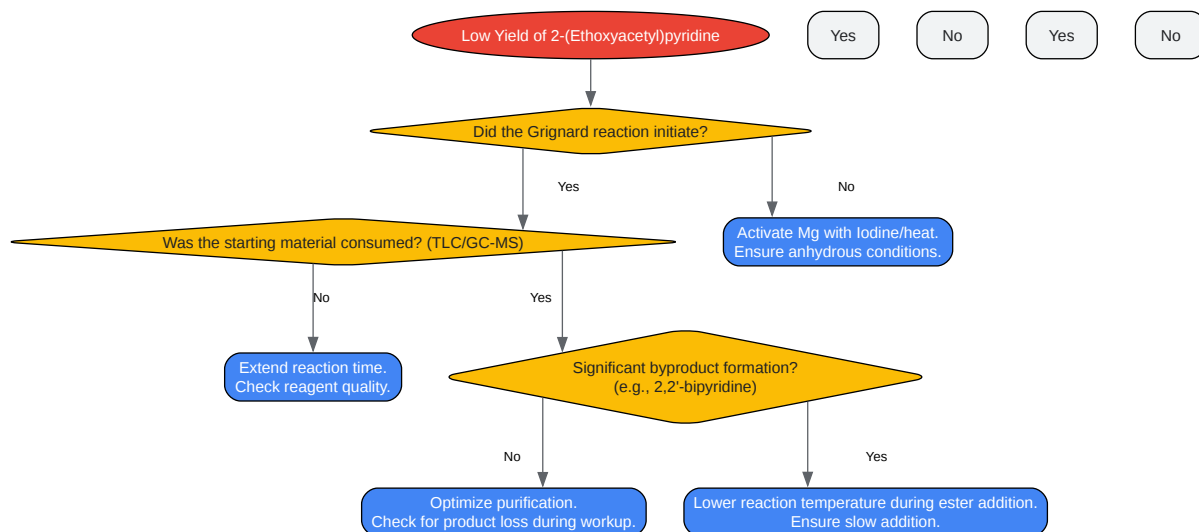 Low Yield of 2-(Ethoxyacetyl)pyridine
Yes
No
Yes
No
Did the Grignard reaction initiate?
Yes
No
Was the starting material consumed? (TLC/GC-MS)
Activate Mg with Iodine/heat.
Ensure anhydrous conditions.
No
Yes
Extend reaction time.
Check reagent quality.
Significant byproduct formation?
(e.g., 2,2'-bipyridine)
No
Yes
Optimize purification.
Check for product loss during workup.
Lower reaction temperature during ester addition.
Ensure slow addition.